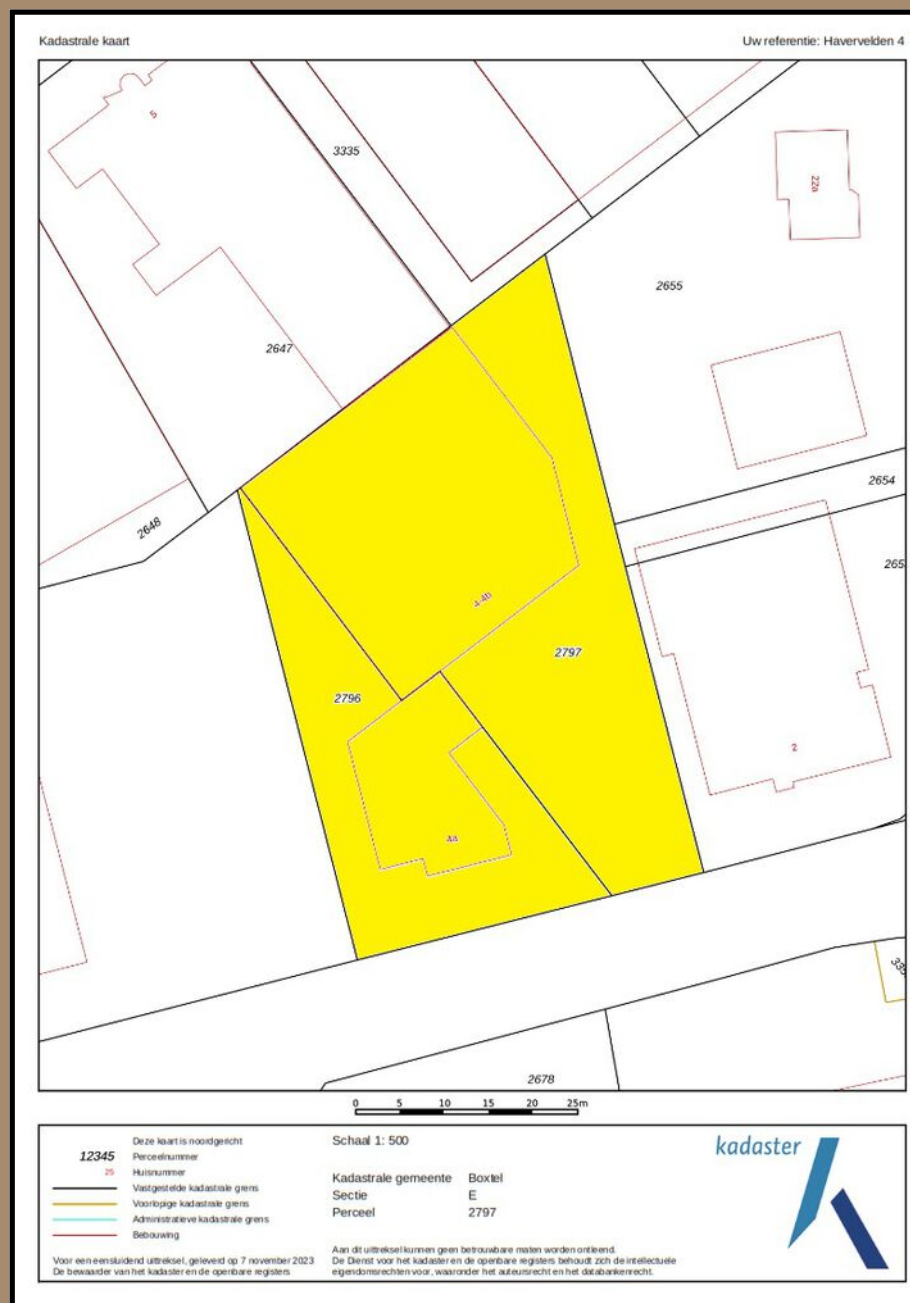 Kadastrale kaart
Uw referentie: Havervelden 4
5
3335
22a
2655
2647
2654
2648
265
4-4b
2797
2796
2
4a
2678
0 5 10 15 20 25m
Deze kaart is noordgericht
12345 Perceelnummer
25 Huisnummer
Vastgestelde kadastrale grens
Voorlopige kadastrale grens
Administratieve kadastrale grens
Bebouwing
Voor een eensluidend uittreksel, geleverd op 7 november 2023
De bewaarder van het kadaster en de openbare registers
Schaal 1: 500
Kadastrale gemeente Boxtel
Sectie E
Perceel 2797
Aan dit uittreksel kunnen geen betrouwbare maten worden ontleend.
De Dienst voor het kadaster en de openbare registers behoudt zich de intellectuele
eigendomsrechten voor, waaronder het auteursrecht en het databankenrecht.
kadaster